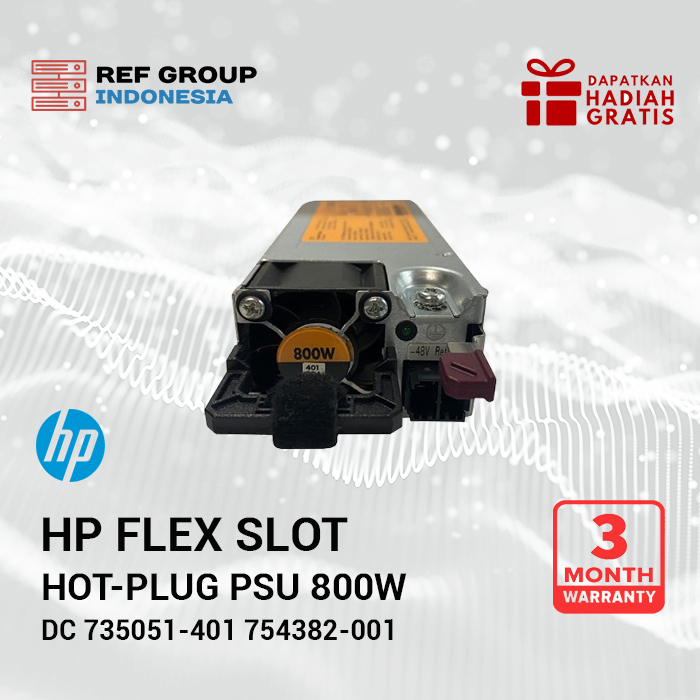 REF GROUP
INDONESIA
DAPATKAN
HADIAH
GRATIS
800W
401
-48V Ret
hp
HP FLEX SLOT
HOT-PLUG PSU 800W
DC 735051-401 754382-001
3
MONTH
WARRANTY